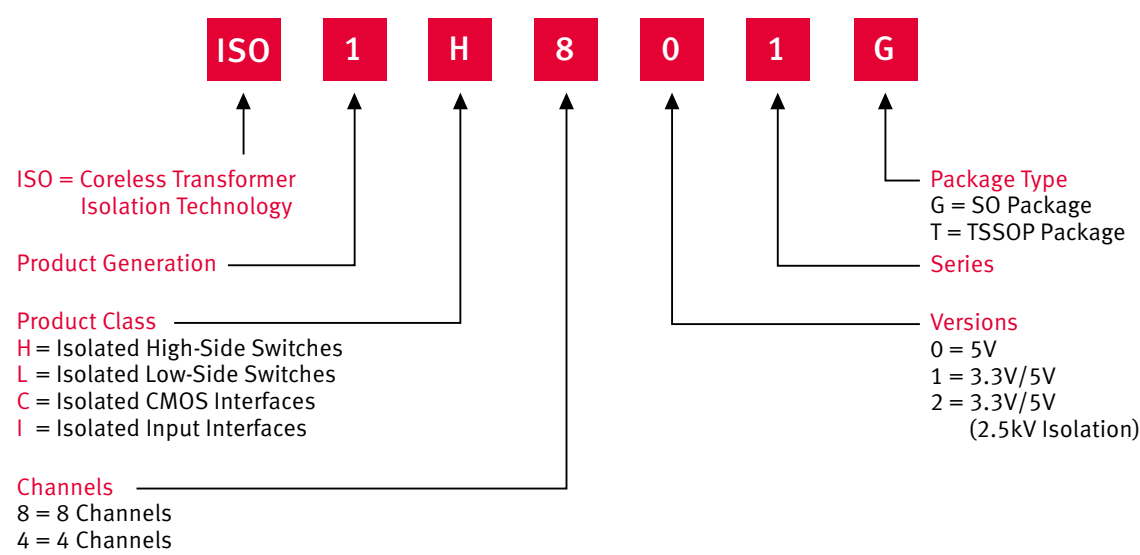 ISO 1 H 8 0 1 G
ISO = Coreless Transformer
Isolation Technology
Product Generation
Product Class
H = Isolated High-Side Switches
L = Isolated Low-Side Switches
C = Isolated CMOS Interfaces
I = Isolated Input Interfaces
Channels
8 = 8 Channels
4 = 4 Channels
Package Type
G = SO Package
T = TSSOP Package
Series
Versions
0 = 5V
1 = 3.3V/5V
2 = 3.3V/5V
(2.5kV Isolation)